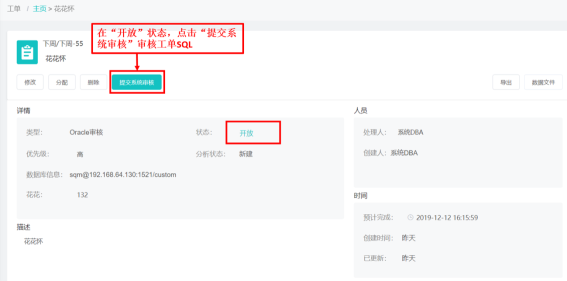 工单 / 主页 > 花花怀
在“开放”状态，点击“提交系
统审核”审核工单SQL
下周/下周-55
花花怀
修改 分配 删除 提交系统审核 导出 数据文件
详情 人员
类型： Oracle审核 状态： 开放 处理人： 系统DBA
优先级： 高 分析状态： 新建 创建人： 系统DBA
数据库信息： sqm@192.168.64.130:1521/custom
花花： 132 时间
预计完成： 2019-12-12 16:15:59
描述
花花怀 创建时间： 昨天
已更新： 昨天